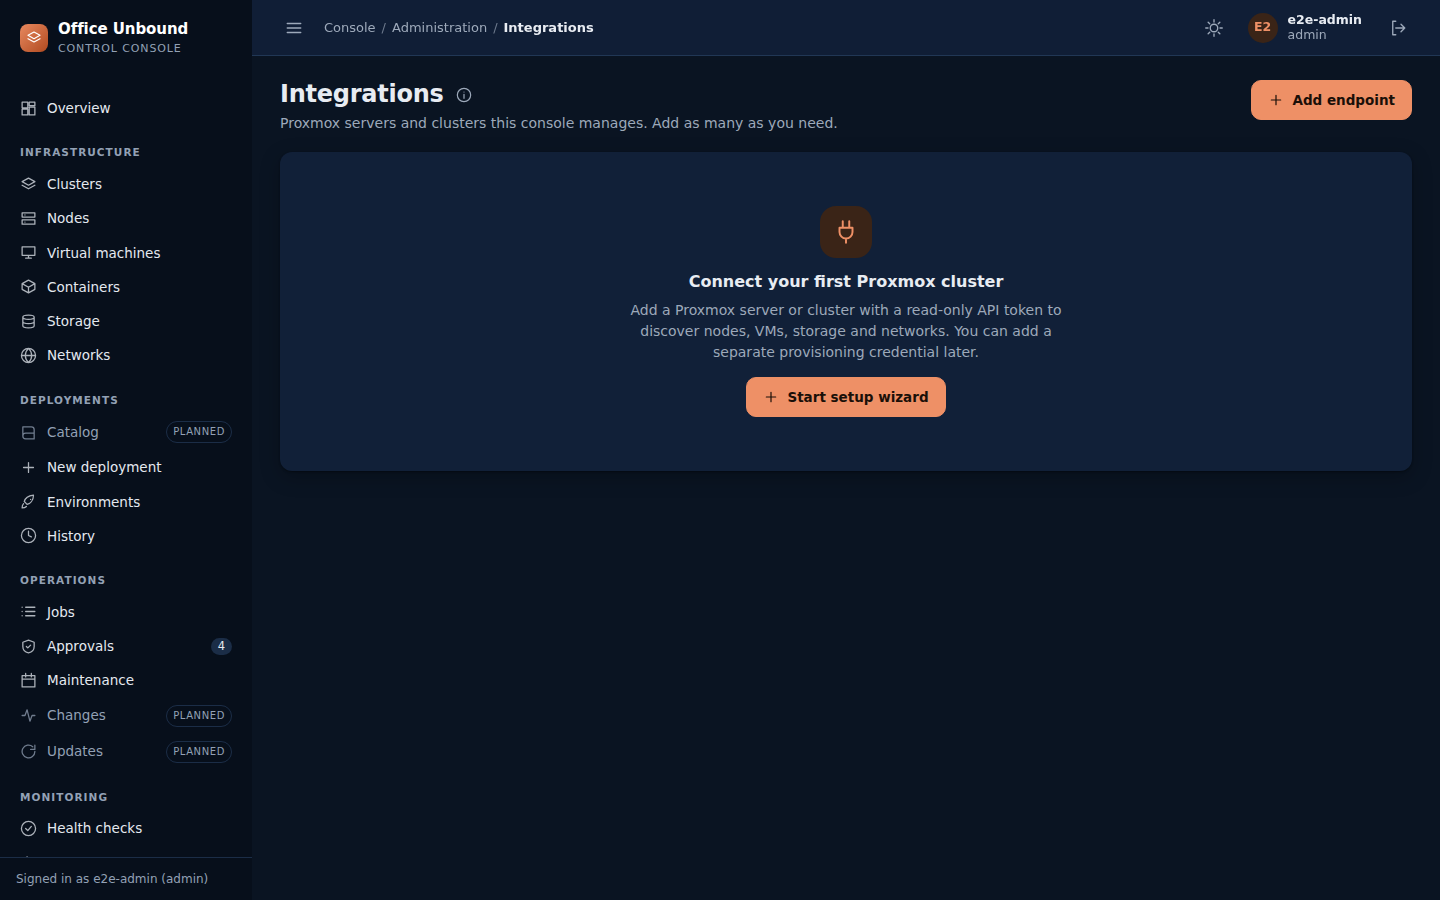 Office Unbound
CONTROL CONSOLE
Overview
INFRASTRUCTURE
Clusters
Nodes
Virtual machines
Containers
Storage
Networks
DEPLOYMENTS
Catalog PLANNED
New deployment
Environments
History
OPERATIONS
Jobs
Approvals 4
Maintenance
Changes PLANNED
Updates PLANNED
MONITORING
Health checks
Signed in as e2e-admin (admin)
Console / Administration / Integrations
E2 e2e-admin
admin
Integrations
Proxmox servers and clusters this console manages. Add as many as you need.
Add endpoint
Connect your first Proxmox cluster
Add a Proxmox server or cluster with a read-only API token to
discover nodes, VMs, storage and networks. You can add a
separate provisioning credential later.
Start setup wizard